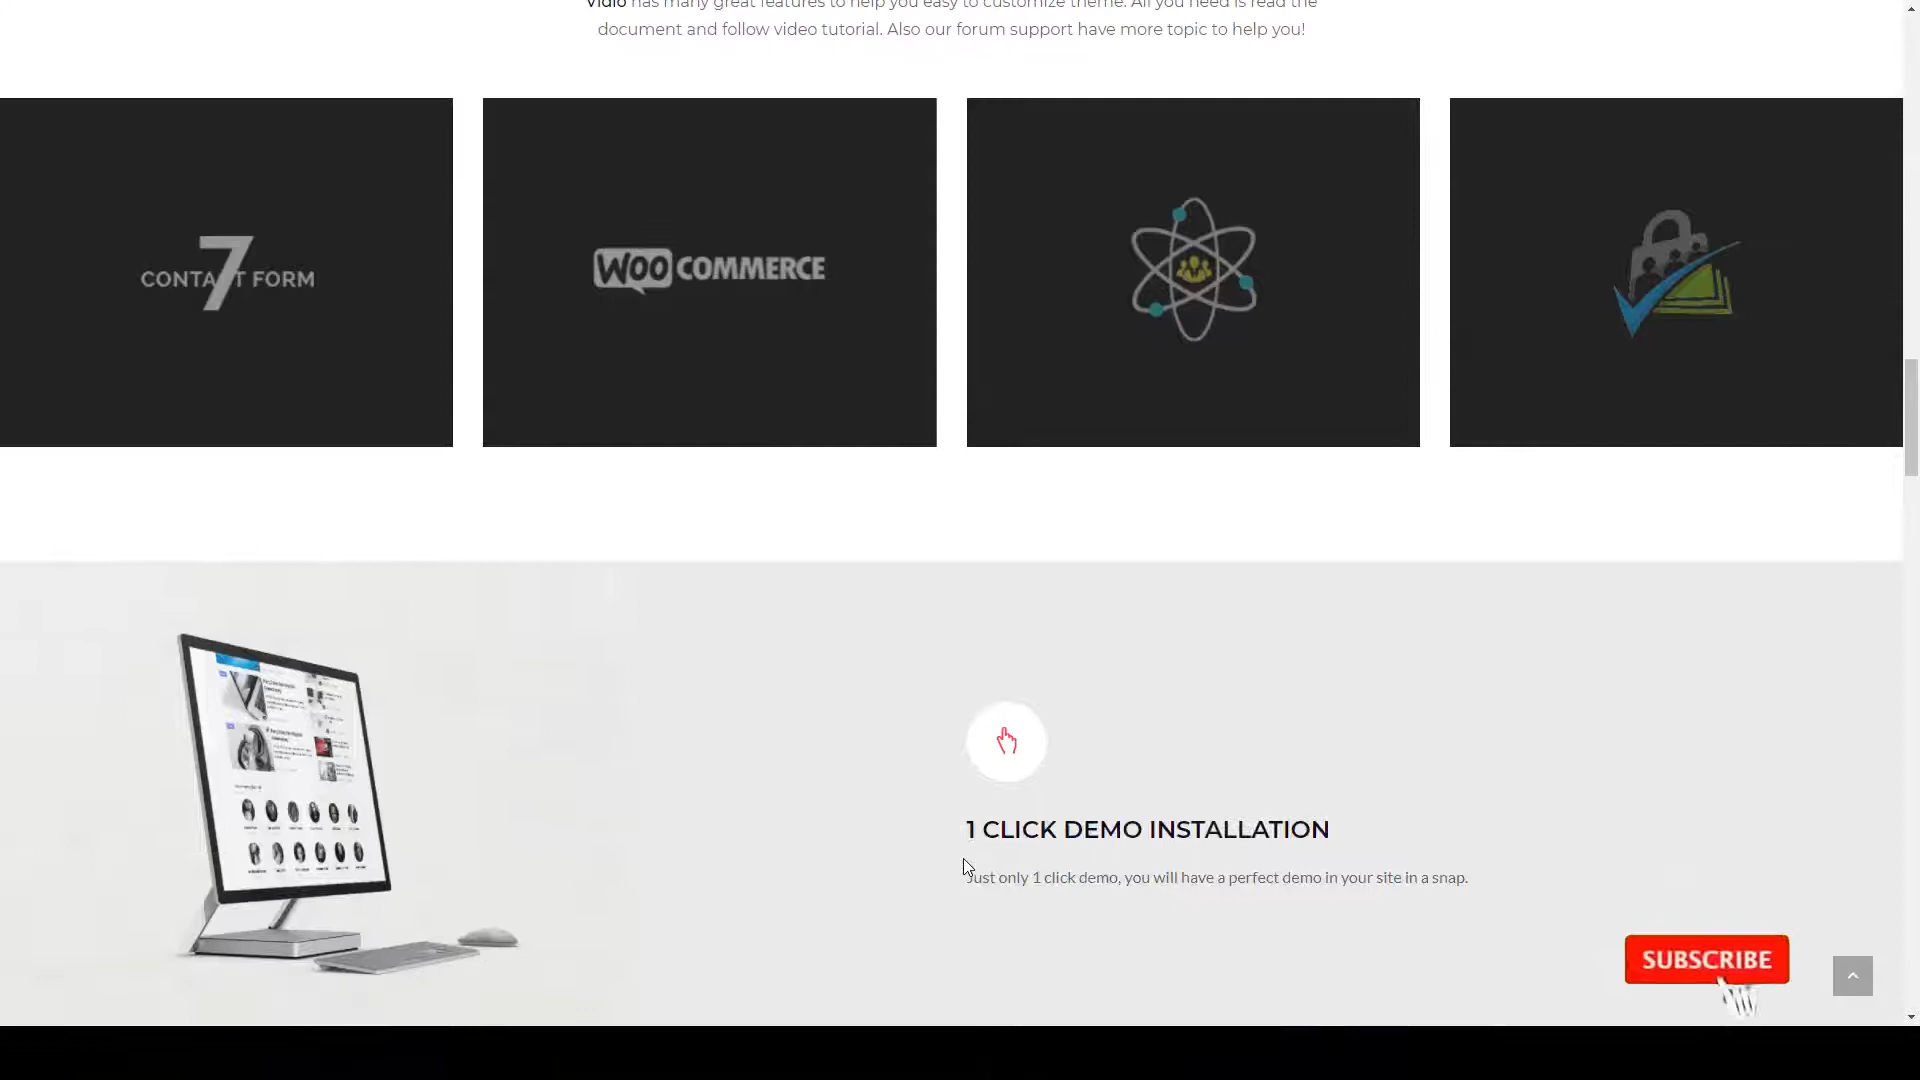 Vidio has many great features to help you easy to customize theme. All you need is read the
document and follow video tutorial. Also our forum support have more topic to help you!
CONTACT FORM 7
WOOCOMMERCE
1 CLICK DEMO INSTALLATION
Just only 1 click demo, you will have a perfect demo in your site in a snap.
SUBSCRIBE